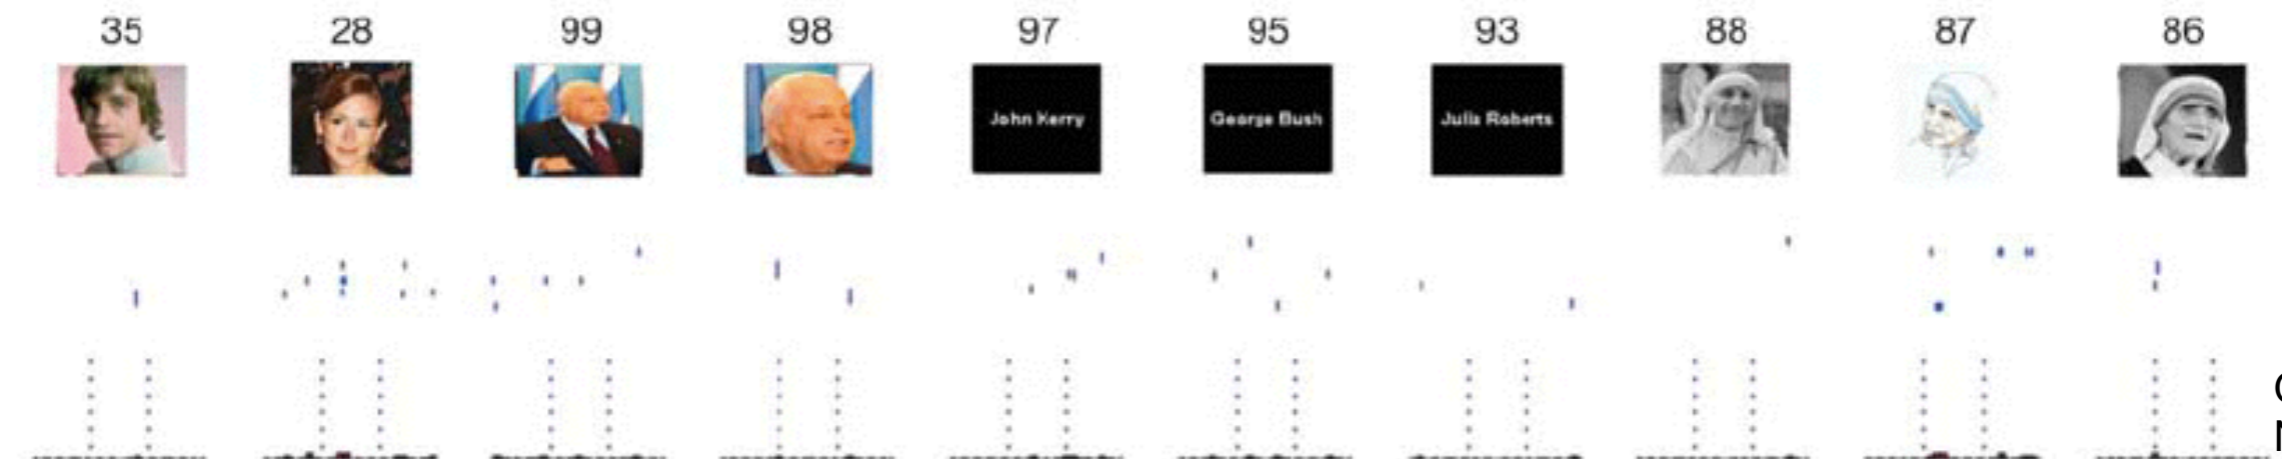 35 28 99 98 97 95 93 88 87 86
John Kerry George Bush Julia Roberts